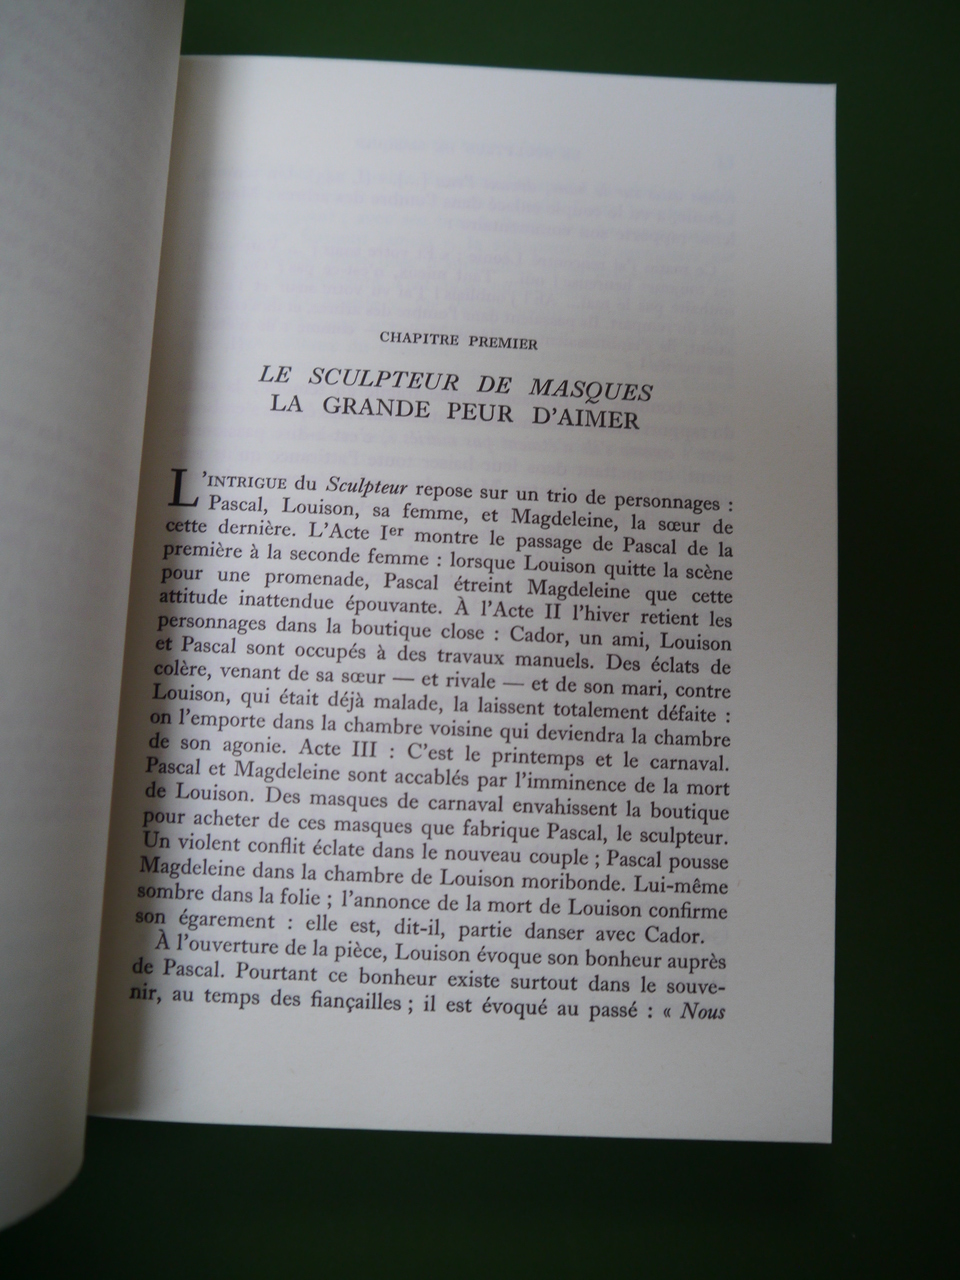 CHAPITRE PREMIER
LE SCULPTEUR DE MASQUES
LA GRANDE PEUR D'AIMER
L'INTRIGUE du Sculpteur repose sur un trio de personnages :
Pascal, Louison, sa femme, et Magdeleine, la sœur de
cette dernière. L'Acte Ier montre le passage de Pascal de la
première à la seconde femme : lorsque Louison quitte la scène
pour une promenade, Pascal étreint Magdeleine que cette
attitude inattendue épouvante. À l'Acte II l'hiver retient les
personnages dans la boutique close : Cador, un ami, Louison
et Pascal sont occupés à des travaux manuels. Des éclats de
colère, venant de sa sœur — et rivale — et de son mari, contre
Louison, qui était déjà malade, la laissent totalement défaite :
on l'emporte dans la chambre voisine qui deviendra la chambre
de son agonie. Acte III : C'est le printemps et le carnaval.
Pascal et Magdeleine sont accablés par l'imminence de la mort
de Louison. Des masques de carnaval envahissent la boutique
pour acheter de ces masques que fabrique Pascal, le sculpteur.
Un violent conflit éclate dans le nouveau couple ; Pascal pousse
Magdeleine dans la chambre de Louison moribonde. Lui-même
sombre dans la folie ; l'annonce de la mort de Louison confirme
son égarement : elle est, dit-il, partie danser avec Cador.
À l'ouverture de la pièce, Louison évoque son bonheur auprès
de Pascal. Pourtant ce bonheur existe surtout dans le souve-
nir, au temps des fiançailles ; il est évoqué au passé : « Nous